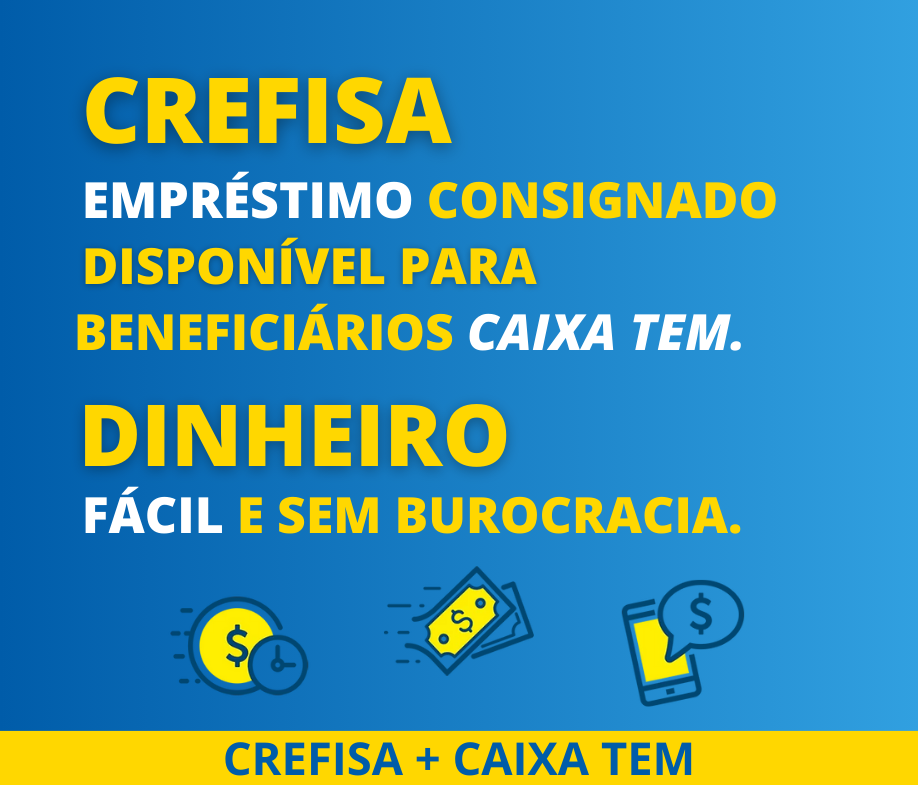 CREFISA
EMPRÉSTIMO CONSIGNADO
DISPONÍVEL PARA
BENEFICIÁRIOS CAIXA TEM.
DINHEIRO
FÁCIL E SEM BUROCRACIA.
$
$
$
CREFISA + CAIXA TEM